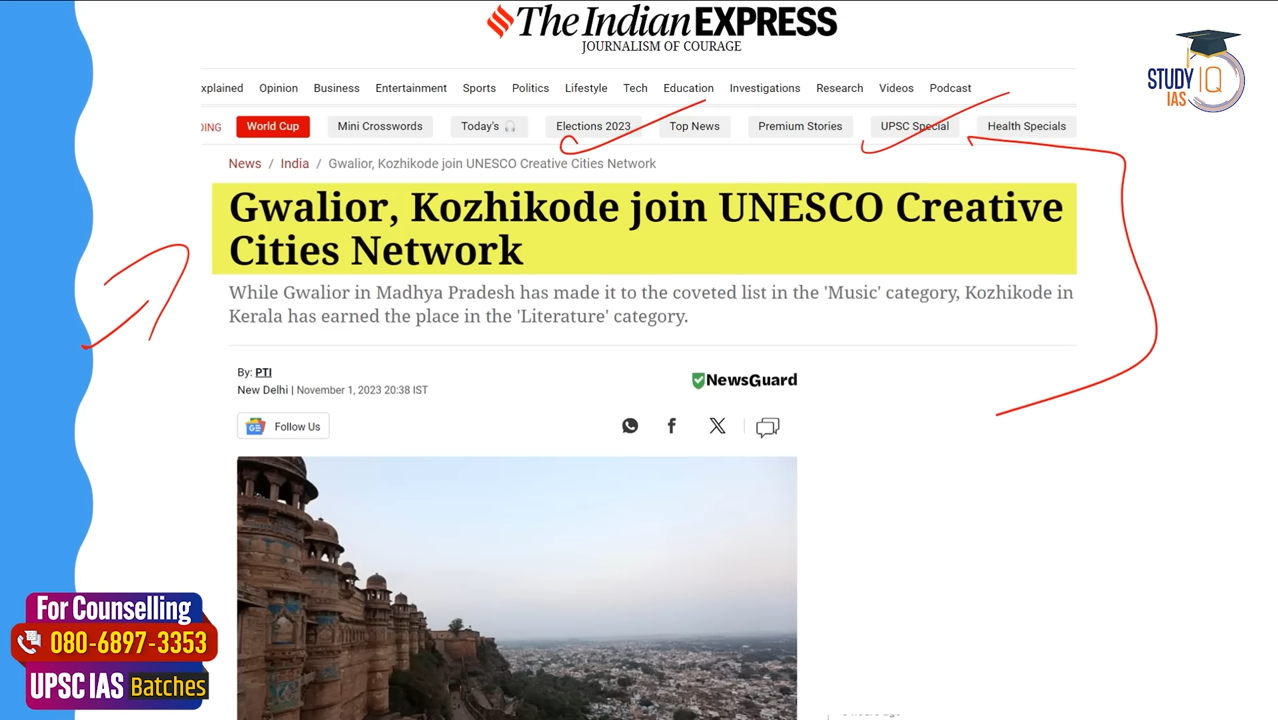 The Indian EXPRESS
JOURNALISM OF COURAGE
STUDY IQ
IAS
xplained Opinion Business Entertainment Sports Politics Lifestyle Tech Education Investigations Research Videos Podcast
DING World Cup Mini Crosswords Today's Elections 2023 Top News Premium Stories UPSC Special Health Specials
News / India / Gwalior, Kozhikode join UNESCO Creative Cities Network
Gwalior, Kozhikode join UNESCO Creative
Cities Network
While Gwalior in Madhya Pradesh has made it to the coveted list in the 'Music' category, Kozhikode in
Kerala has earned the place in the 'Literature' category.
By: PTI
New Delhi | November 1, 2023 20:38 IST
NewsGuard
GE Follow Us
For Counselling
080-6897-3353
UPSC IAS Batches